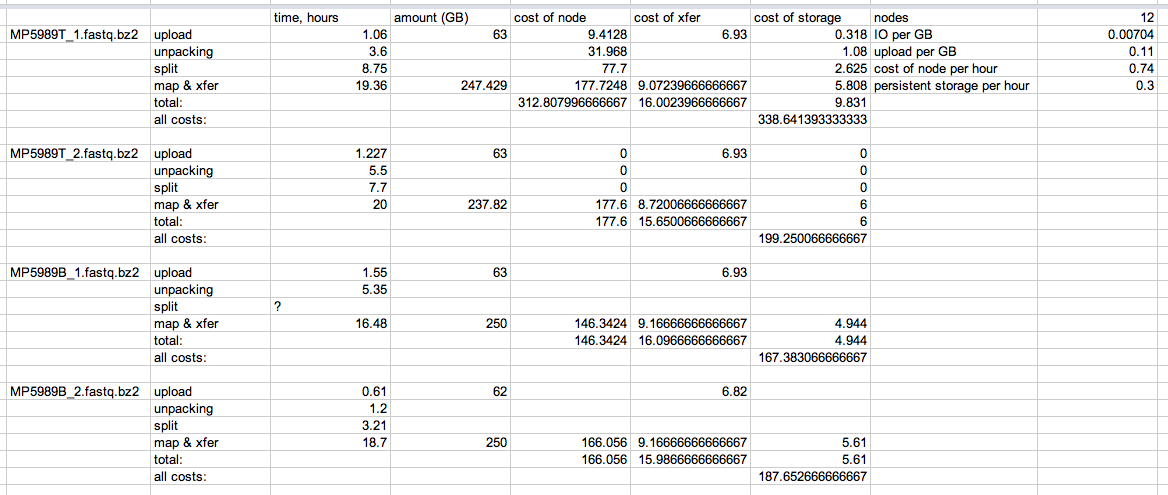 time, hours amount (GB) cost of node cost of xfer cost of storage nodes 12
MP5989T_1.fastq.bz2 upload 1.06 63 9.4128 6.93 0.318 IO per GB 0.00704
unpacking 3.6 31.968 1.08 upload per GB 0.11
split 8.75 77.7 2.625 cost of node per hour 0.74
map & xfer 19.36 247.429 177.7248 9.07239666666667 5.808 persistent storage per hour 0.3
total: 312.807996666667 16.0023966666667 9.831
all costs: 338.641393333333
MP5989T_2.fastq.bz2 upload 1.227 63 0 6.93 0
unpacking 5.5 0 0
split 7.7 0 0
map & xfer 20 237.82 177.6 8.72006666666667 6
total: 177.6 15.6500666666667 6
all costs: 199.250066666667
MP5989B_1.fastq.bz2 upload 1.55 63 6.93
unpacking 5.35
split ?
map & xfer 16.48 250 146.3424 9.16666666666667 4.944
total: 146.3424 16.0966666666667 4.944
all costs: 167.383066666667
MP5989B_2.fastq.bz2 upload 0.61 62 6.82
unpacking 1.2
split 3.21
map & xfer 18.7 250 166.056 9.16666666666667 5.61
total: 166.056 15.9866666666667 5.61
all costs: 187.652666666667